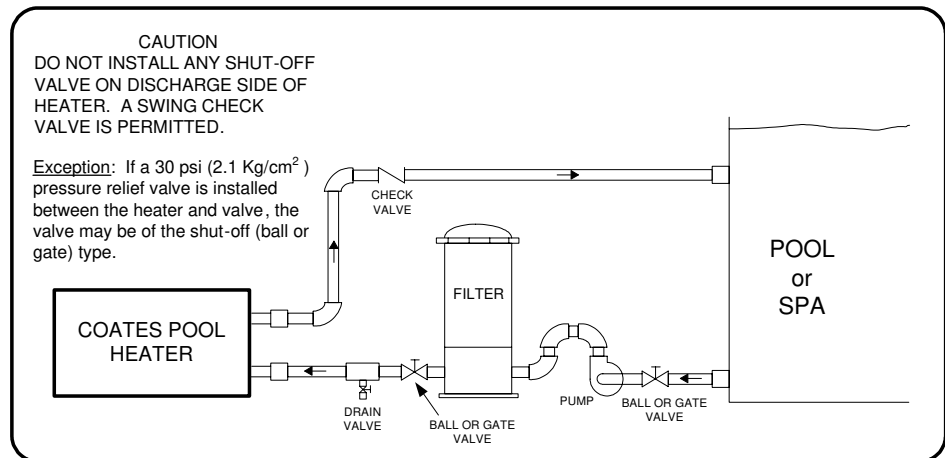 CAUTION
DO NOT INSTALL ANY SHUT-OFF
VALVE ON DISCHARGE SIDE OF
HEATER. A SWING CHECK
VALVE IS PERMITTED.
Exception: If a 30 psi (2.1 Kg/cm²)
pressure relief valve is installed
between the heater and valve, the
valve may be of the shut-off (ball or
gate) type.
CHECK
VALVE
FILTER
POOL
or
SPA
COATES POOL
HEATER
DRAIN
VALVE
BALL OR GATE
VALVE
PUMP
BALL OR GATE
VALVE